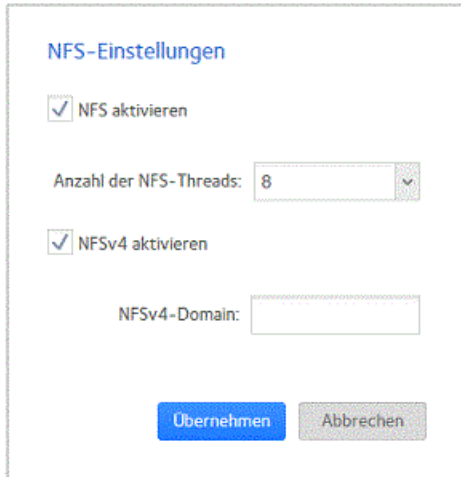 NFS-Einstellungen
NFS aktivieren
Anzahl der NFS-Threads: 8
NFSv4 aktivieren
NFSv4-Domain:
Übernehmen Abbrechen